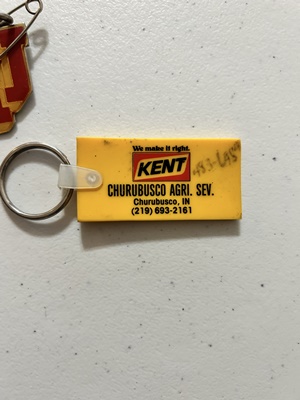 We make it right.
KENT
CHURUBUSCO AGRI. SEV.
Churubusco, IN
(219) 693-2161